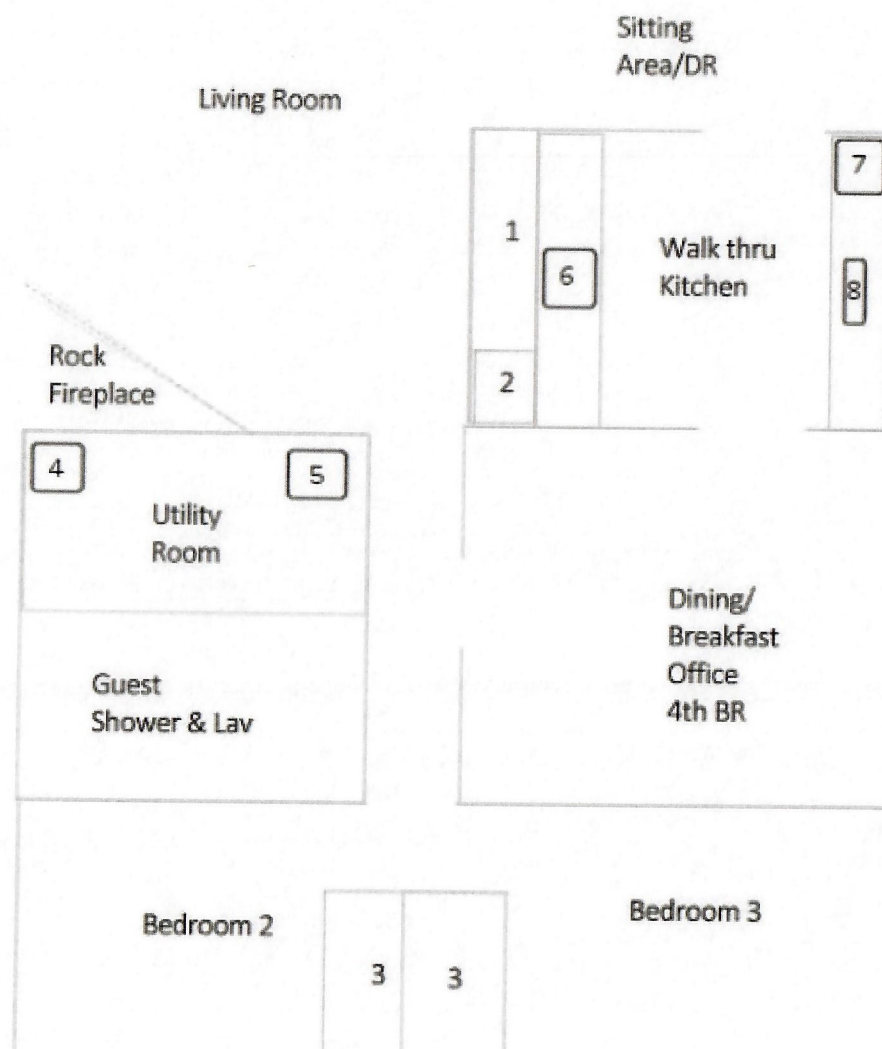 Sitting
Area/DR
Living Room
7
1
6
Walk thru
Kitchen
8
Rock
Fireplace
2
4
5
Utility
Room
Dining/
Breakfast
Office
4th BR
Guest
Shower & Lav
Bedroom 2
Bedroom 3
3
3